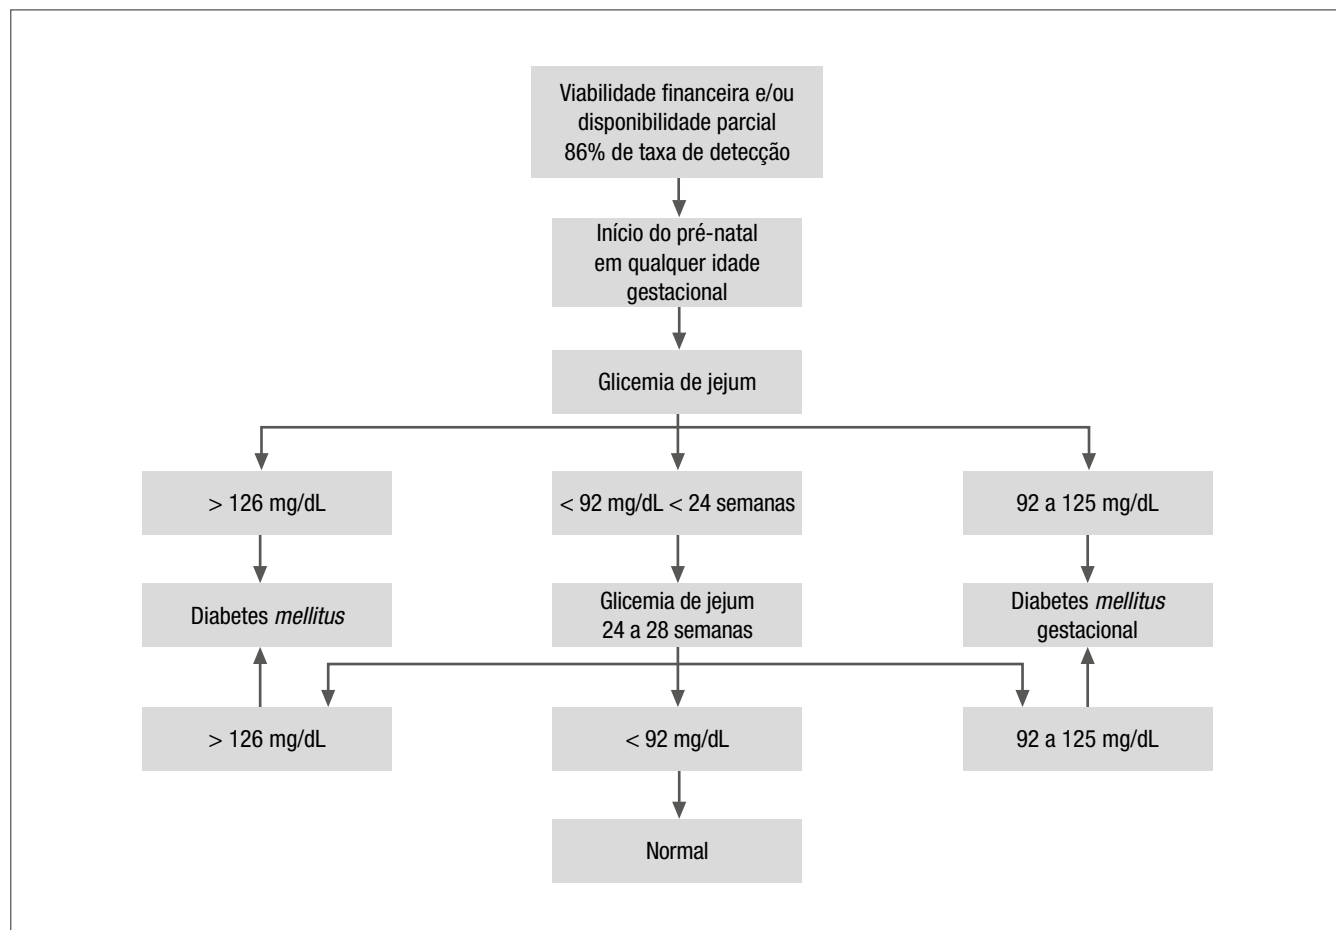 Viabilidade financeira e/ou
disponibilidade parcial
86% de taxa de detecção
Início do pré-natal
em qualquer idade
gestacional
Glicemia de jejum
> 126 mg/dL
< 92 mg/dL < 24 semanas
92 a 125 mg/dL
Diabetes mellitus
Glicemia de jejum
24 a 28 semanas
Diabetes mellitus
gestacional
> 126 mg/dL
< 92 mg/dL
92 a 125 mg/dL
Normal